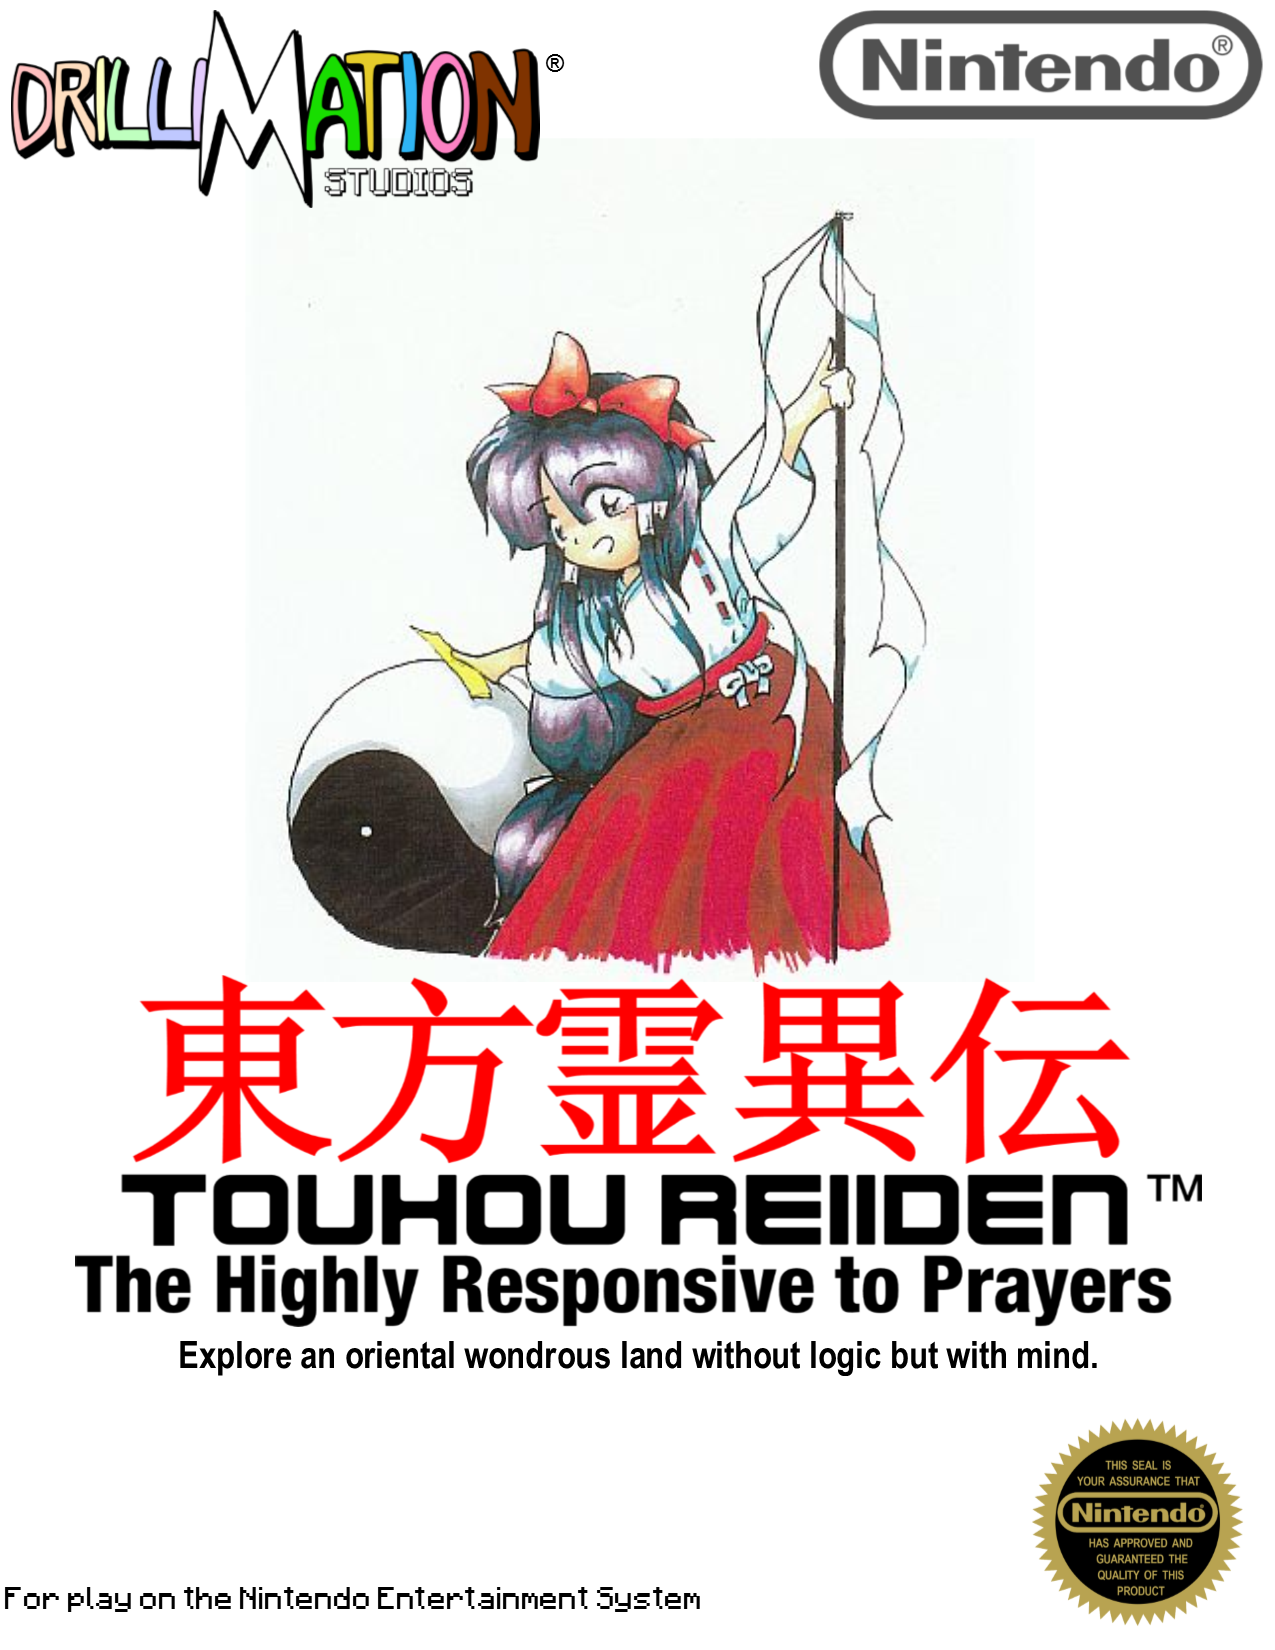 DRILLIMATION®
STUDIOS
Nintendo®
東方霊異伝
TOUHOU REIIDEN™
The Highly Responsive to Prayers
Explore an oriental wondrous land without logic but with mind.
THIS SEAL IS
YOUR ASSURANCE THAT
Nintendo®
HAS APPROVED AND
GUARANTEED THE
QUALITY OF THIS
PRODUCT
For play on the Nintendo Entertainment System